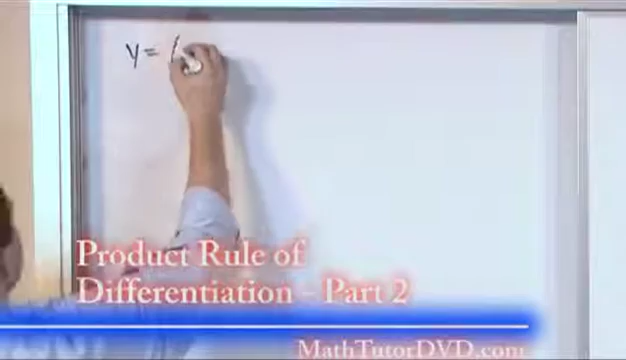 y = (
Product Rule of
Differentiation – Part 2
MathTutorDVD.com